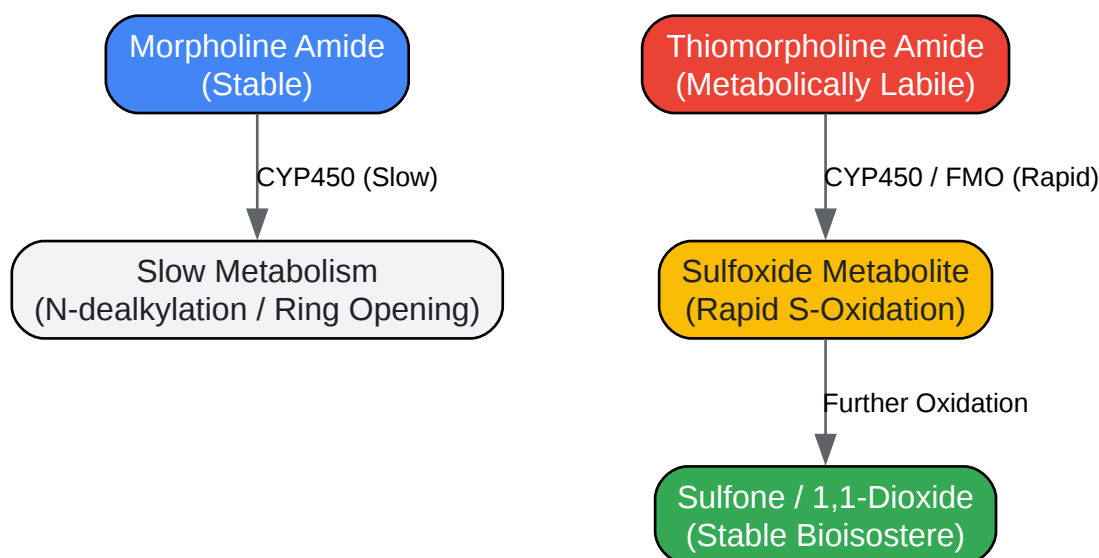 Morpholine Amide
(Stable)
Thiomorpholine Amide
(Metabolically Labile)
CYP450 (Slow)
CYP450 / FMO (Rapid)
Slow Metabolism
(N-dealkylation / Ring Opening)
Sulfoxide Metabolite
(Rapid S-Oxidation)
Further Oxidation
Sulfone / 1,1-Dioxide
(Stable Bioisostere)